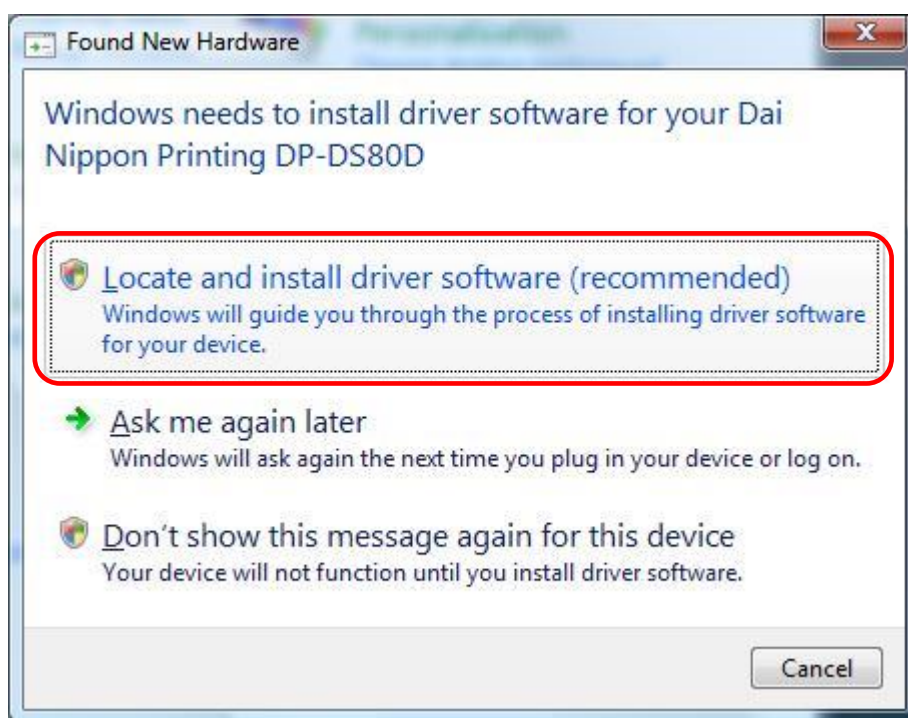 Found New Hardware
Windows needs to install driver software for your Dai
Nippon Printing DP-DS80D
Locate and install driver software (recommended)
Windows will guide you through the process of installing driver software
for your device.
Ask me again later
Windows will ask again the next time you plug in your device or log on.
Don't show this message again for this device
Your device will not function until you install driver software.
Cancel